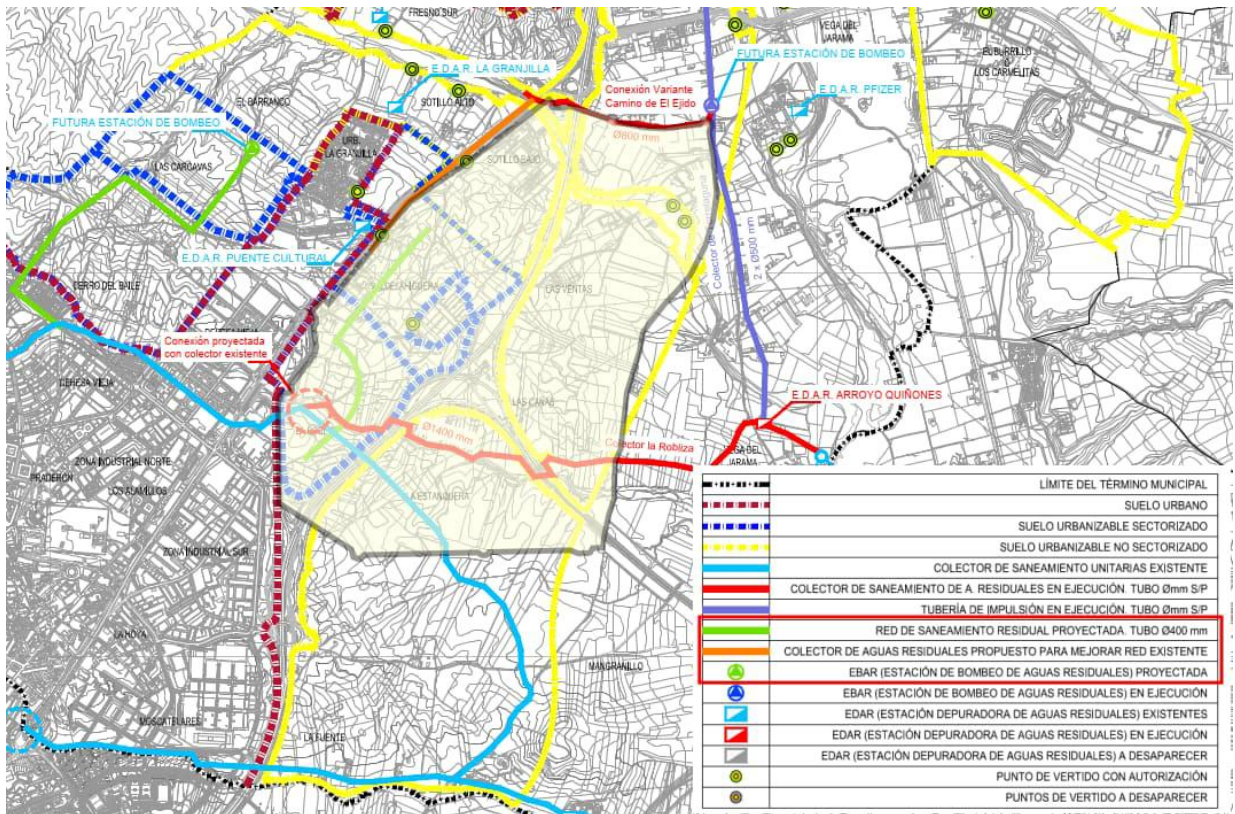 FRESNO SUR
VEGA DEL
JARAMA
FUTURA ESTACIÓN DE BOMBEO
EL BURRILLO
O
LOS CARMELITAS
E.D.A.R. LA GRANJILLA
Conexión Variante
Camino de El Ejido
E.D.A.R. PFIZER
EL BARRANCO
SOTILLO ALTO
FUTURA ESTACIÓN DE BOMBEO
Ø800 mm
URB.
LA GRANJILLA
SOTILLO BAJO
LAS CARCAVAS
E.D.A.R. PUENTE CULTURAL
2 x Ø500 mm
CERRO DEL BAILE
LAS VENTAS
DEHESA VIEJA
Conexión proyectada
con colector existente
DEHESA VIEJA
LAS CAÑAS
E.D.A.R. ARROYO QUIÑONES
Ø1400 mm
Colector la Robliza
VEGA DEL
JARAMA
ZONA INDUSTRIAL NORTE
PRADERON
LOS ALAMILLOS
LA ESTANQUERA
ZONA INDUSTRIAL SUR
LA HOYA
MANGRANILLO
MOSCATELARES
LA FUENTE
LÍMITE DEL TÉRMINO MUNICIPAL
SUELO URBANO
SUELO URBANIZABLE SECTORIZADO
SUELO URBANIZABLE NO SECTORIZADO
COLECTOR DE SANEAMIENTO UNITARIAS EXISTENTE
COLECTOR DE SANEAMIENTO DE A. RESIDUALES EN EJECUCIÓN. TUBO Ømm S/P
TUBERÍA DE IMPULSIÓN EN EJECUCIÓN. TUBO Ømm S/P
RED DE SANEAMIENTO RESIDUAL PROYECTADA. TUBO Ø400 mm
COLECTOR DE AGUAS RESIDUALES PROPUESTO PARA MEJORAR RED EXISTENTE
EBAR (ESTACIÓN DE BOMBEO DE AGUAS RESIDUALES) PROYECTADA
EBAR (ESTACIÓN DE BOMBEO DE AGUAS RESIDUALES) EN EJECUCIÓN
EDAR (ESTACIÓN DEPURADORA DE AGUAS RESIDUALES) EXISTENTES
EDAR (ESTACIÓN DEPURADORA DE AGUAS RESIDUALES) EN EJECUCIÓN
EDAR (ESTACIÓN DEPURADORA DE AGUAS RESIDUALES) A DESAPARECER
PUNTO DE VERTIDO CON AUTORIZACIÓN
PUNTOS DE VERTIDO A DESAPARECER